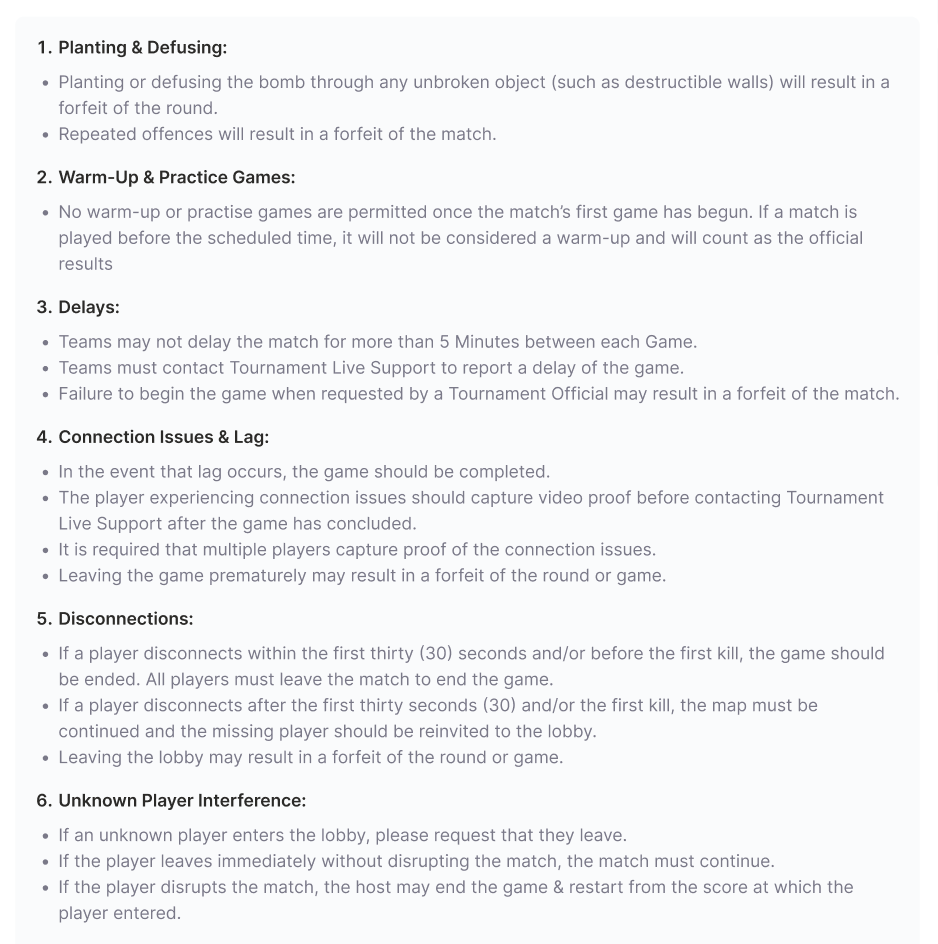 1. Planting & Defusing:
• Planting or defusing the bomb through any unbroken object (such as destructible walls) will result in a
forfeit of the round.
• Repeated offences will result in a forfeit of the match.
2. Warm-Up & Practice Games:
• No warm-up or practise games are permitted once the match’s first game has begun. If a match is
played before the scheduled time, it will not be considered a warm-up and will count as the official
results
3. Delays:
• Teams may not delay the match for more than 5 Minutes between each Game.
• Teams must contact Tournament Live Support to report a delay of the game.
• Failure to begin the game when requested by a Tournament Official may result in a forfeit of the match.
4. Connection Issues & Lag:
• In the event that lag occurs, the game should be completed.
• The player experiencing connection issues should capture video proof before contacting Tournament
Live Support after the game has concluded.
• It is required that multiple players capture proof of the connection issues.
• Leaving the game prematurely may result in a forfeit of the round or game.
5. Disconnections:
• If a player disconnects within the first thirty (30) seconds and/or before the first kill, the game should
be ended. All players must leave the match to end the game.
• If a player disconnects after the first thirty seconds (30) and/or the first kill, the map must be
continued and the missing player should be reinvited to the lobby.
• Leaving the lobby may result in a forfeit of the round or game.
6. Unknown Player Interference:
• If an unknown player enters the lobby, please request that they leave.
• If the player leaves immediately without disrupting the match, the match must continue.
• If the player disrupts the match, the host may end the game & restart from the score at which the
player entered.